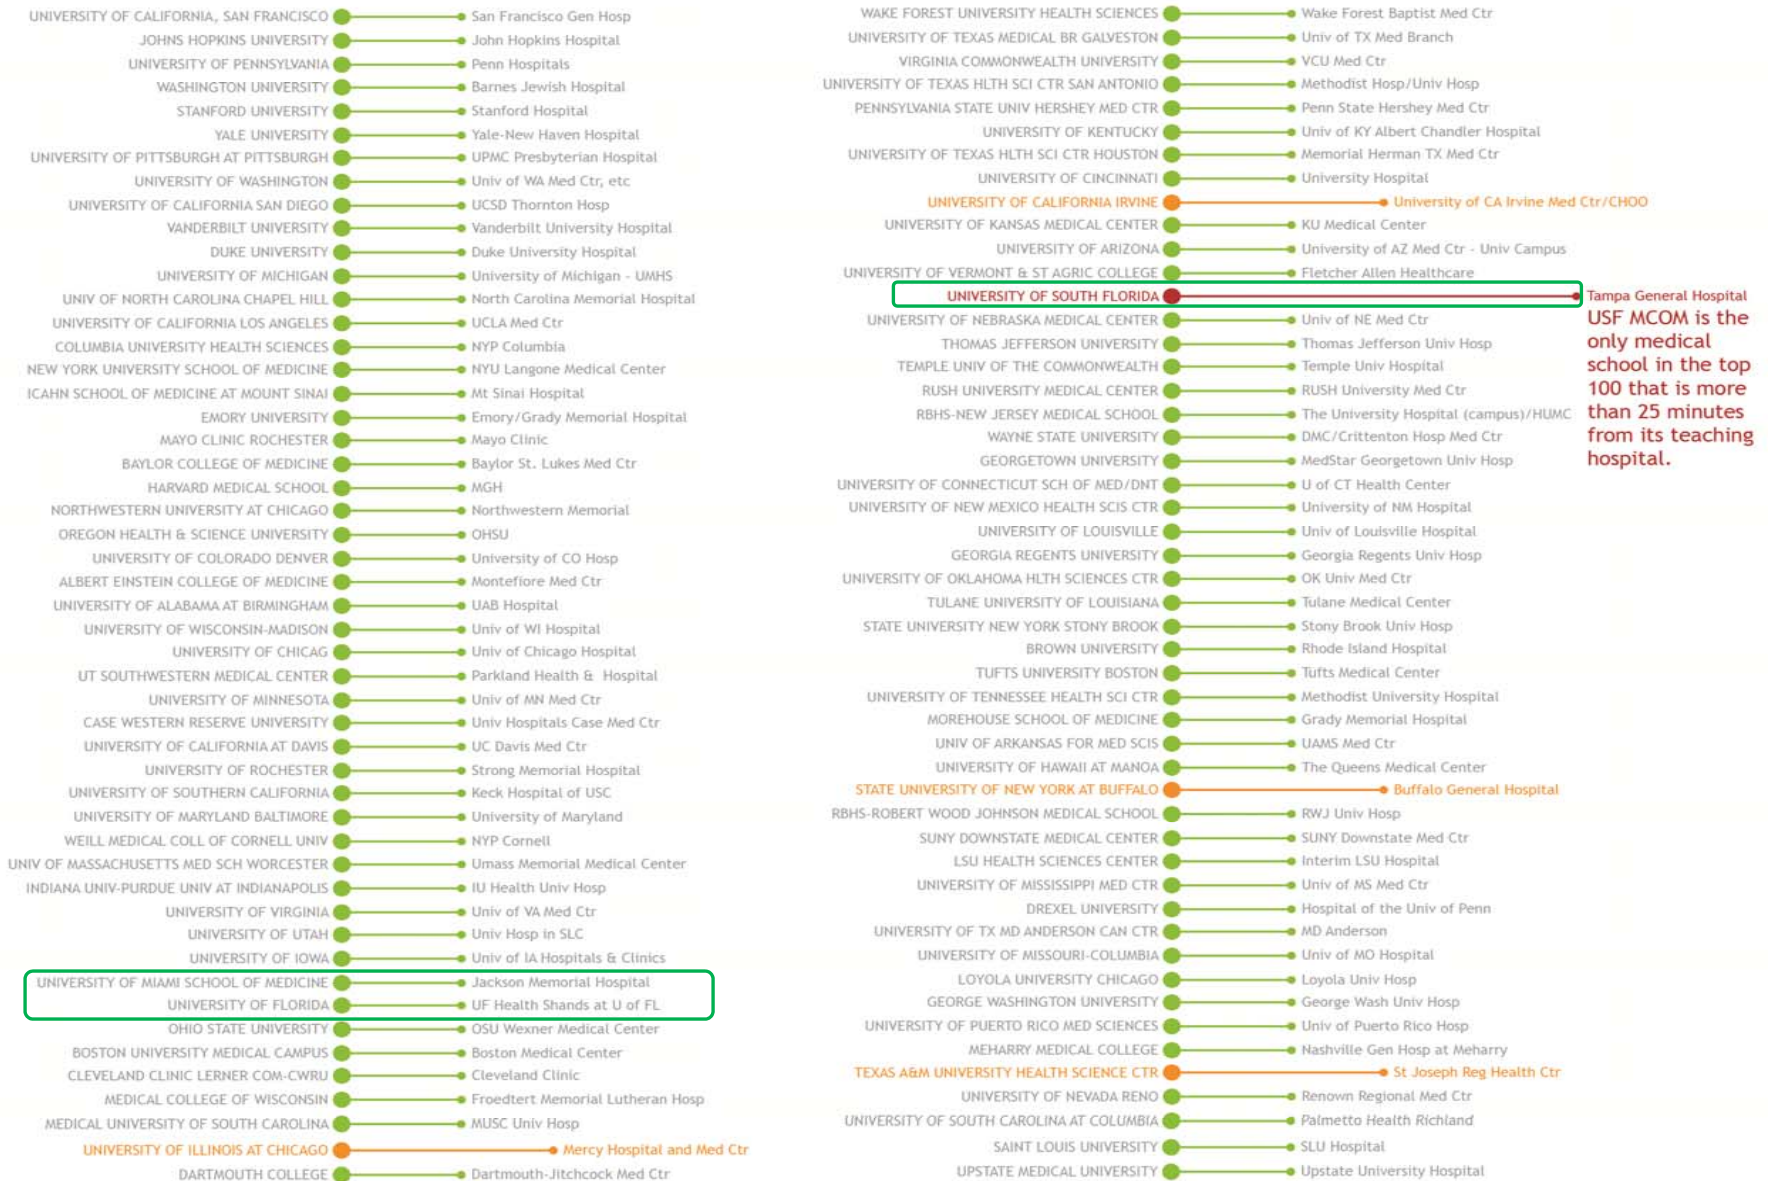 UNIVERSITY OF CALIFORNIA, SAN FRANCISCO San Francisco Gen Hosp
JOHNS HOPKINS UNIVERSITY John Hopkins Hospital
UNIVERSITY OF PENNSYLVANIA Penn Hospitals
WASHINGTON UNIVERSITY Barnes Jewish Hospital
STANFORD UNIVERSITY Stanford Hospital
YALE UNIVERSITY Yale-New Haven Hospital
UNIVERSITY OF PITTSBURGH AT PITTSBURGH UPMC Presbyterian Hospital
UNIVERSITY OF WASHINGTON Univ of WA Med Ctr, etc
UNIVERSITY OF CALIFORNIA SAN DIEGO UCSD Thornton Hosp
VANDERBILT UNIVERSITY Vanderbilt University Hospital
DUKE UNIVERSITY Duke University Hospital
UNIVERSITY OF MICHIGAN University of Michigan - UMHS
UNIV OF NORTH CAROLINA CHAPEL HILL North Carolina Memorial Hospital
UNIVERSITY OF CALIFORNIA LOS ANGELES UCLA Med Ctr
COLUMBIA UNIVERSITY HEALTH SCIENCES NYP Columbia
NEW YORK UNIVERSITY SCHOOL OF MEDICINE NYU Langone Medical Center
ICAHN SCHOOL OF MEDICINE AT MOUNT SINAI Mt Sinai Hospital
EMORY UNIVERSITY Emory/Grady Memorial Hospital
MAYO CLINIC ROCHESTER Mayo Clinic
BAYLOR COLLEGE OF MEDICINE Baylor St. Lukes Med Ctr
HARVARD MEDICAL SCHOOL MGH
NORTHWESTERN UNIVERSITY AT CHICAGO Northwestern Memorial
OREGON HEALTH & SCIENCE UNIVERSITY OHSU
UNIVERSITY OF COLORADO DENVER University of CO Hosp
ALBERT EINSTEIN COLLEGE OF MEDICINE Montefiore Med Ctr
UNIVERSITY OF ALABAMA AT BIRMINGHAM UAB Hospital
UNIVERSITY OF WISCONSIN-MADISON Univ of WI Hospital
UNIVERSITY OF CHICAG Univ of Chicago Hospital
UT SOUTHWESTERN MEDICAL CENTER Parkland Health & Hospital
UNIVERSITY OF MINNESOTA Univ of MN Med Ctr
CASE WESTERN RESERVE UNIVERSITY Univ Hospitals Case Med Ctr
UNIVERSITY OF CALIFORNIA AT DAVIS UC Davis Med Ctr
UNIVERSITY OF ROCHESTER Strong Memorial Hospital
UNIVERSITY OF SOUTHERN CALIFORNIA Keck Hospital of USC
UNIVERSITY OF MARYLAND BALTIMORE University of Maryland
WEILL MEDICAL COLL OF CORNELL UNIV NYP Cornell
UNIV OF MASSACHUSETTS MED SCH WORCESTER Umass Memorial Medical Center
INDIANA UNIV-PURDUE UNIV AT INDIANAPOLIS IU Health Univ Hosp
UNIVERSITY OF VIRGINIA Univ of VA Med Ctr
UNIVERSITY OF UTAH Univ Hosp in SLC
UNIVERSITY OF IOWA Univ of IA Hospitals & Clinics
UNIVERSITY OF MIAMI SCHOOL OF MEDICINE Jackson Memorial Hospital
UNIVERSITY OF FLORIDA UF Health Shands at U of FL
OHIO STATE UNIVERSITY OSU Wexner Medical Center
BOSTON UNIVERSITY MEDICAL CAMPUS Boston Medical Center
CLEVELAND CLINIC LERNER COM-CWRU Cleveland Clinic
MEDICAL COLLEGE OF WISCONSIN Froedtert Memorial Lutheran Hosp
MEDICAL UNIVERSITY OF SOUTH CAROLINA MUSC Univ Hosp
UNIVERSITY OF ILLINOIS AT CHICAGO Mercy Hospital and Med Ctr
DARTMOUTH COLLEGE Dartmouth-Jitchcock Med Ctr
WAKE FOREST UNIVERSITY HEALTH SCIENCES Wake Forest Baptist Med Ctr
UNIVERSITY OF TEXAS MEDICAL BR GALVESTON Univ of TX Med Branch
VIRGINIA COMMONWEALTH UNIVERSITY VCU Med Ctr
UNIVERSITY OF TEXAS HLTH SCI CTR SAN ANTONIO Methodist Hosp/Univ Hosp
PENNSYLVANIA STATE UNIV HERSHEY MED CTR Penn State Hershey Med Ctr
UNIVERSITY OF KENTUCKY Univ of KY Albert Chandler Hospital
UNIVERSITY OF TEXAS HLTH SCI CTR HOUSTON Memorial Herman TX Med Ctr
UNIVERSITY OF CINCINNATI University Hospital
UNIVERSITY OF CALIFORNIA IRVINE University of CA Irvine Med Ctr/CHOO
UNIVERSITY OF KANSAS MEDICAL CENTER KU Medical Center
UNIVERSITY OF ARIZONA University of AZ Med Ctr - Univ Campus
UNIVERSITY OF VERMONT & ST AGRIC COLLEGE Fletcher Allen Healthcare
UNIVERSITY OF SOUTH FLORIDA Tampa General Hospital
USF MCOM is the
only medical
school in the top
100 that is more
than 25 minutes
from its teaching
hospital.
UNIVERSITY OF NEBRASKA MEDICAL CENTER Univ of NE Med Ctr
THOMAS JEFFERSON UNIVERSITY Thomas Jefferson Univ Hosp
TEMPLE UNIV OF THE COMMONWEALTH Temple Univ Hospital
RUSH UNIVERSITY MEDICAL CENTER RUSH University Med Ctr
RBHS-NEW JERSEY MEDICAL SCHOOL The University Hospital (campus)/HUMC
WAYNE STATE UNIVERSITY DMC/Crittenton Hosp Med Ctr
GEORGETOWN UNIVERSITY MedStar Georgetown Univ Hosp
UNIVERSITY OF CONNECTICUT SCH OF MED/DNT U of CT Health Center
UNIVERSITY OF NEW MEXICO HEALTH SCIS CTR University of NM Hospital
UNIVERSITY OF LOUISVILLE Univ of Louisville Hospital
GEORGIA REGENTS UNIVERSITY Georgia Regents Univ Hosp
UNIVERSITY OF OKLAHOMA HLTH SCIENCES CTR OK Univ Med Ctr
TULANE UNIVERSITY OF LOUISIANA Tulane Medical Center
STATE UNIVERSITY NEW YORK STONY BROOK Stony Brook Univ Hosp
BROWN UNIVERSITY Rhode Island Hospital
TUFTS UNIVERSITY BOSTON Tufts Medical Center
UNIVERSITY OF TENNESSEE HEALTH SCI CTR Methodist University Hospital
MOREHOUSE SCHOOL OF MEDICINE Grady Memorial Hospital
UNIV OF ARKANSAS FOR MED SCIS UAMS Med Ctr
UNIVERSITY OF HAWAII AT MANOA The Queens Medical Center
STATE UNIVERSITY OF NEW YORK AT BUFFALO Buffalo General Hospital
RBHS-ROBERT WOOD JOHNSON MEDICAL SCHOOL RWJ Univ Hosp
SUNY DOWNSTATE MEDICAL CENTER SUNY Downstate Med Ctr
LSU HEALTH SCIENCES CENTER Interim LSU Hospital
UNIVERSITY OF MISSISSIPPI MED CTR Univ of MS Med Ctr
DREXEL UNIVERSITY Hospital of the Univ of Penn
UNIVERSITY OF TX MD ANDERSON CAN CTR MD Anderson
UNIVERSITY OF MISSOURI-COLUMBIA Univ of MO Hospital
LOYOLA UNIVERSITY CHICAGO Loyola Univ Hosp
GEORGE WASHINGTON UNIVERSITY George Wash Univ Hosp
UNIVERSITY OF PUERTO RICO MED SCIENCES Univ of Puerto Rico Hosp
MEHARRY MEDICAL COLLEGE Nashville Gen Hosp at Meharry
TEXAS A&M UNIVERSITY HEALTH SCIENCE CTR St Joseph Reg Health Ctr
UNIVERSITY OF NEVADA RENO Renown Regional Med Ctr
UNIVERSITY OF SOUTH CAROLINA AT COLUMBIA Palmetto Health Richland
SAINT LOUIS UNIVERSITY SLU Hospital
UPSTATE MEDICAL UNIVERSITY Upstate University Hospital